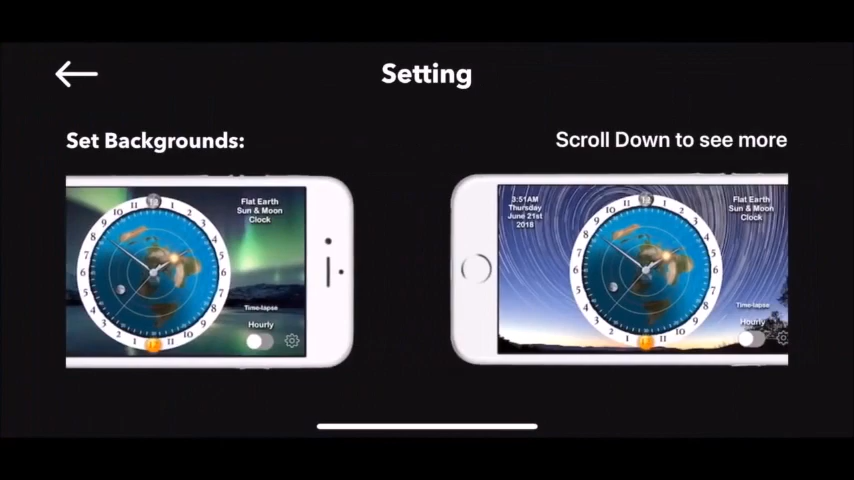 Setting
Set Backgrounds:
Scroll Down to see more
Flat Earth
Sun & Moon
Clock
Time-lapse
Hourly
3:51AM
Thursday
June 21st
2018
Flat Earth
Sun & Moon
Clock
Time-lapse
Hourly